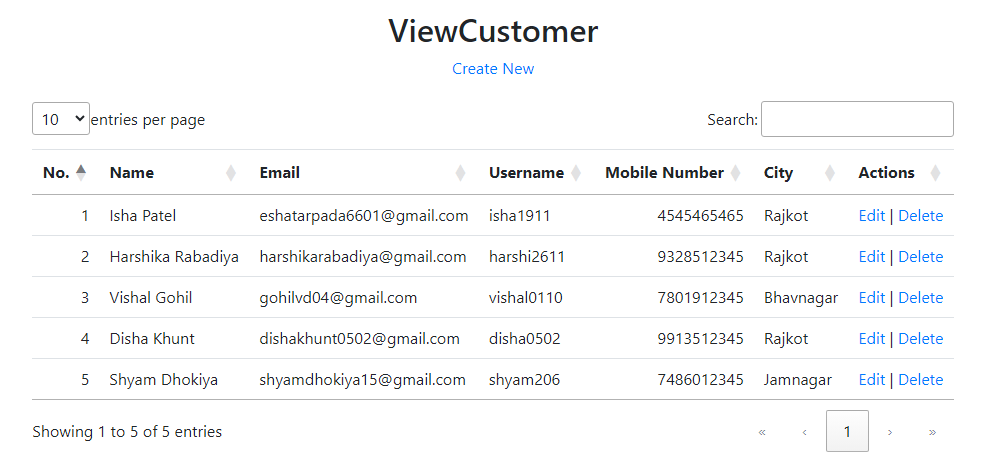 ViewCustomer
Create New
10 entries per page Search:
No. Name Email Username Mobile Number City Actions
1 Isha Patel eshatarpada6601@gmail.com isha1911 4545465465 Rajkot Edit | Delete
2 Harshika Rabadiya harshikarabadiya@gmail.com harshi2611 9328512345 Rajkot Edit | Delete
3 Vishal Gohil gohilvd04@gmail.com vishal0110 7801912345 Bhavnagar Edit | Delete
4 Disha Khunt dishakhunt0502@gmail.com disha0502 9913512345 Rajkot Edit | Delete
5 Shyam Dhokiya shyamdhokiya15@gmail.com shyam206 7486012345 Jamnagar Edit | Delete
Showing 1 to 5 of 5 entries « ‹ 1 › »